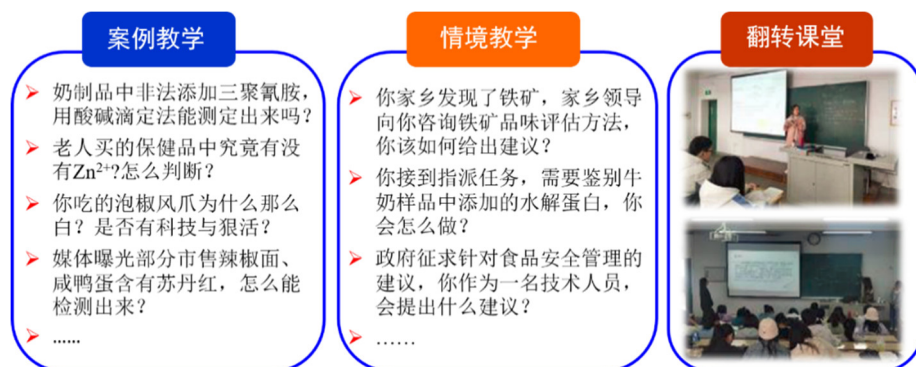 案例教学
奶制品中非法添加三聚氰胺，
用酸碱滴定法能测定出来吗？
老人买的保健品中究竟有没
有Zn²⁺?怎么判断？
你吃的泡椒风爪为什么那么
白？是否有科技与狠活？
媒体曝光部分市售辣椒面、
咸鸭蛋含有苏丹红，怎么能
检测出来？
......
情境教学
你家乡发现了铁矿，家乡领导
向你咨询铁矿品味评估方法，
你该如何给出建议？
你接到指派任务，需要鉴别牛
奶样品中添加的水解蛋白，你
会怎么做？
政府征求针对食品安全管理的
建议，你作为一名技术人员，
会提出什么建议？
……
翻转课堂